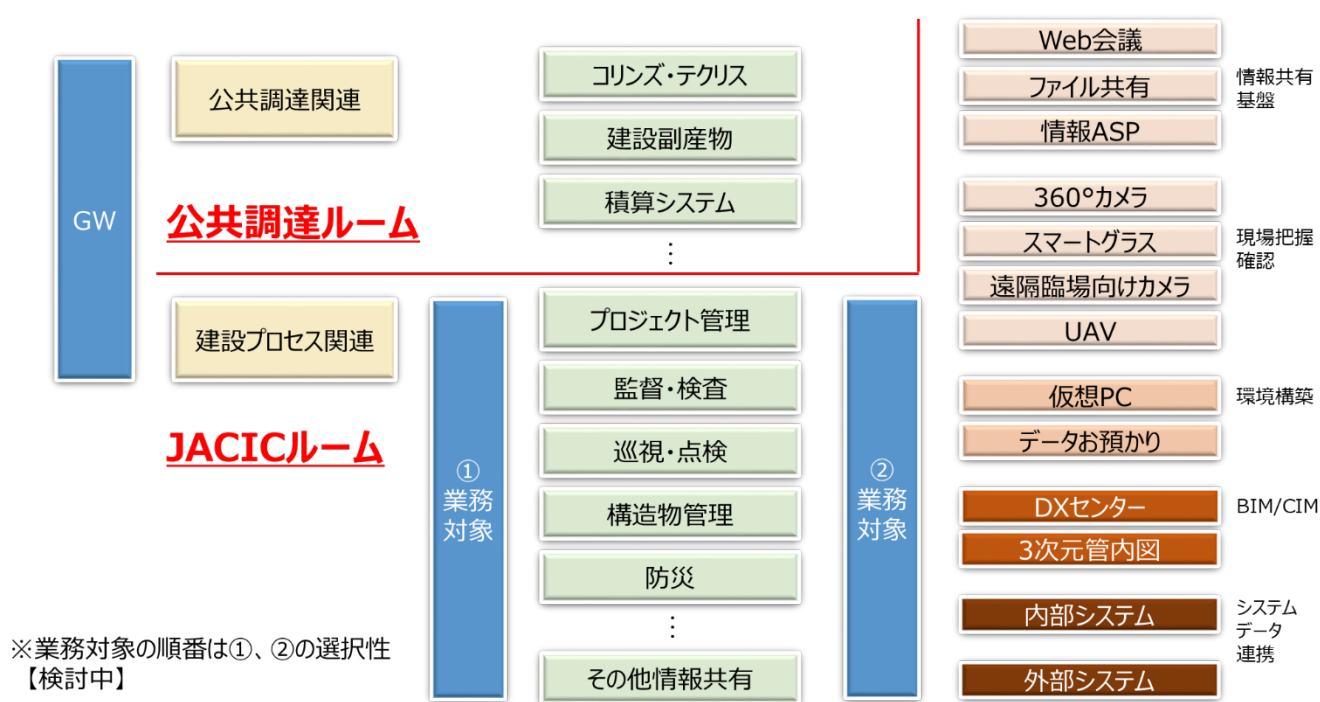 GW
公共調達関連
公共調達ルーム
コリンズ・テクリス
建設副産物
積算システム
⋮
建設プロセス関連
JACICルーム
①
業務
対象
プロジェクト管理
監督・検査
巡視・点検
構造物管理
防災
⋮
その他情報共有
②
業務
対象
Web会議
ファイル共有
情報ASP
情報共有
基盤
360°カメラ
スマートグラス
遠隔臨場向けカメラ
UAV
現場把握
確認
仮想PC
データお預かり
環境構築
DXセンター
3次元管内図
BIM/CIM
内部システム
外部システム
システム
データ
連携
※業務対象の順番は①、②の選択性
【検討中】